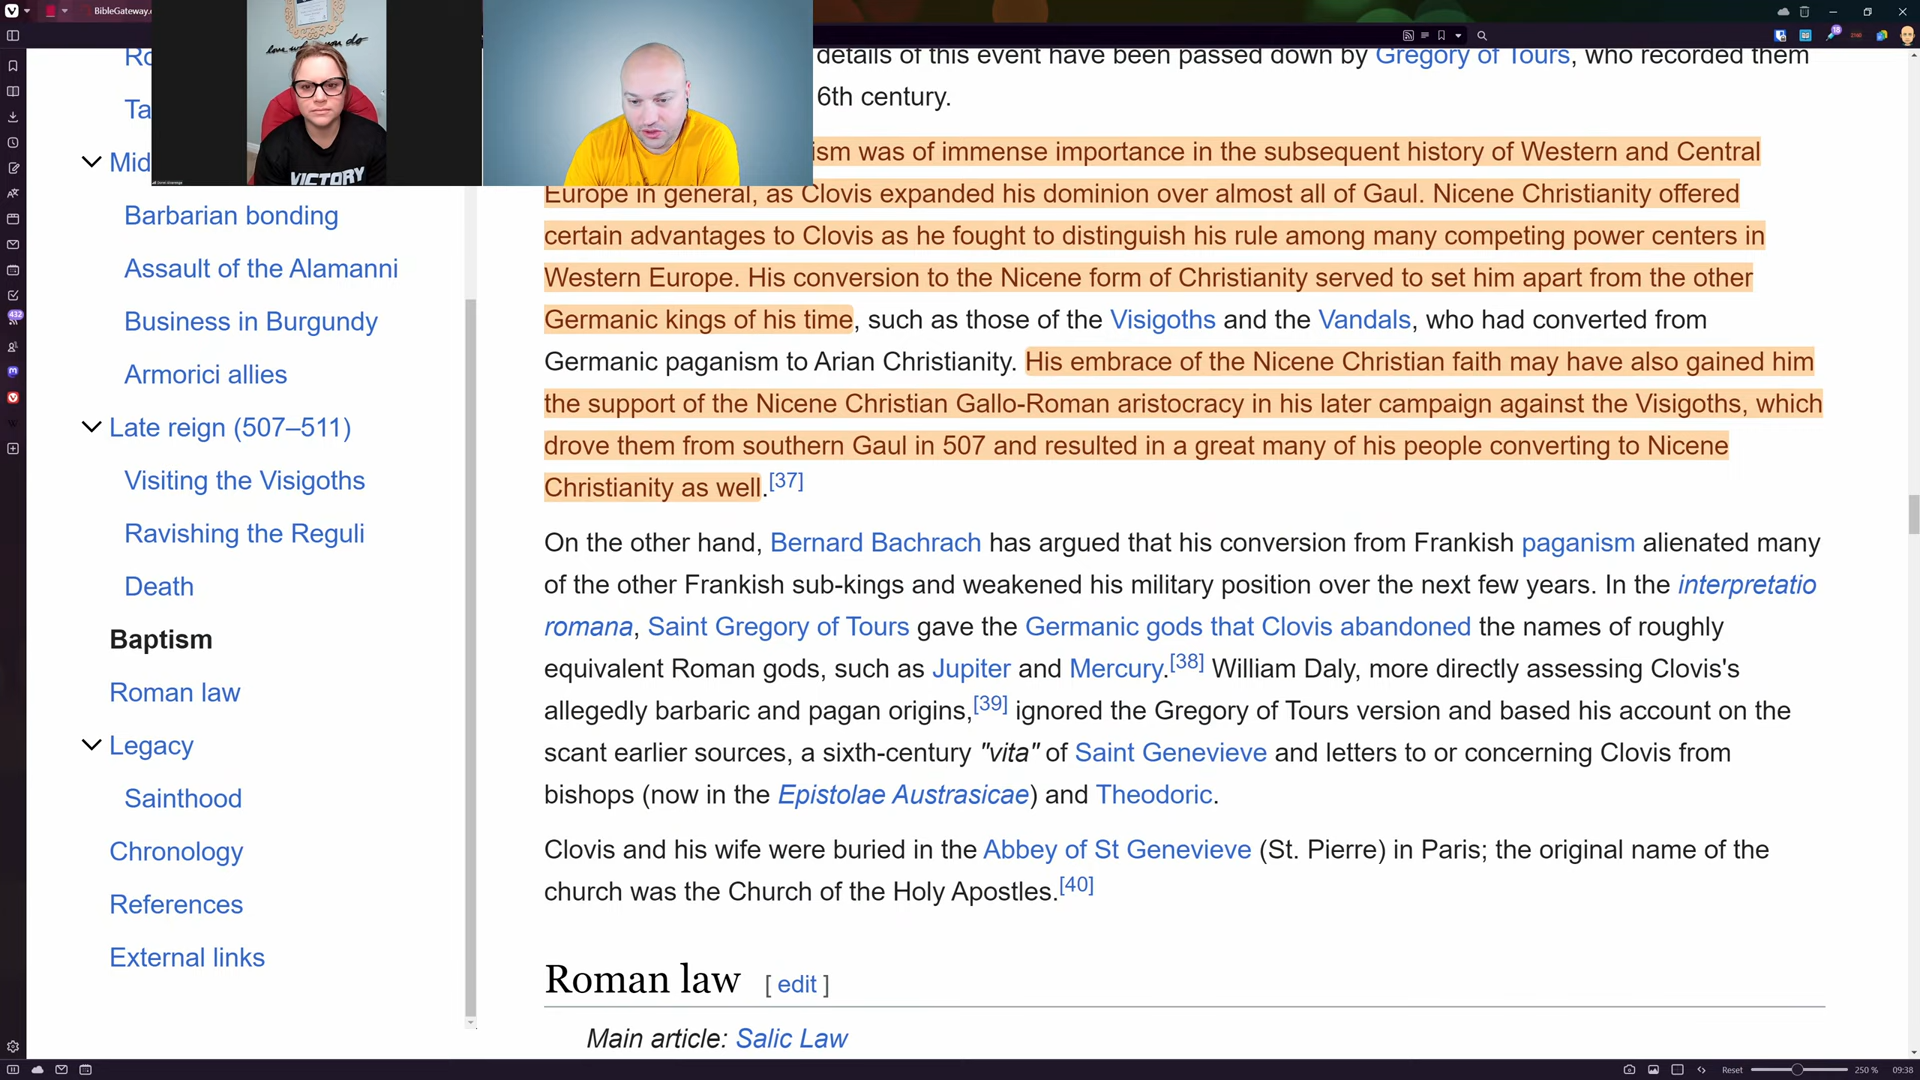 BibleGateway.c
love what you do
VICTORY
Ro
Ta
Mid
Barbarian bonding
Assault of the Alamanni
Business in Burgundy
Armorici allies
Late reign (507–511)
Visiting the Visigoths
Ravishing the Reguli
Death
Baptism
Roman law
Legacy
Sainthood
Chronology
References
External links
details of this event have been passed down by Gregory of Tours, who recorded them
6th century.
ism was of immense importance in the subsequent history of Western and Central
Europe in general, as Clovis expanded his dominion over almost all of Gaul. Nicene Christianity offered
certain advantages to Clovis as he fought to distinguish his rule among many competing power centers in
Western Europe. His conversion to the Nicene form of Christianity served to set him apart from the other
Germanic kings of his time, such as those of the Visigoths and the Vandals, who had converted from
Germanic paganism to Arian Christianity. His embrace of the Nicene Christian faith may have also gained him
the support of the Nicene Christian Gallo-Roman aristocracy in his later campaign against the Visigoths, which
drove them from southern Gaul in 507 and resulted in a great many of his people converting to Nicene
Christianity as well.[37]
On the other hand, Bernard Bachrach has argued that his conversion from Frankish paganism alienated many
of the other Frankish sub-kings and weakened his military position over the next few years. In the interpretatio
romana, Saint Gregory of Tours gave the Germanic gods that Clovis abandoned the names of roughly
equivalent Roman gods, such as Jupiter and Mercury.[38] William Daly, more directly assessing Clovis's
allegedly barbaric and pagan origins,[39] ignored the Gregory of Tours version and based his account on the
scant earlier sources, a sixth-century "vita" of Saint Genevieve and letters to or concerning Clovis from
bishops (now in the Epistolae Austrasicae) and Theodoric.
Clovis and his wife were buried in the Abbey of St Genevieve (St. Pierre) in Paris; the original name of the
church was the Church of the Holy Apostles.[40]
Roman law [ edit ]
Main article: Salic Law
432
18
Reset 250 % 09:38